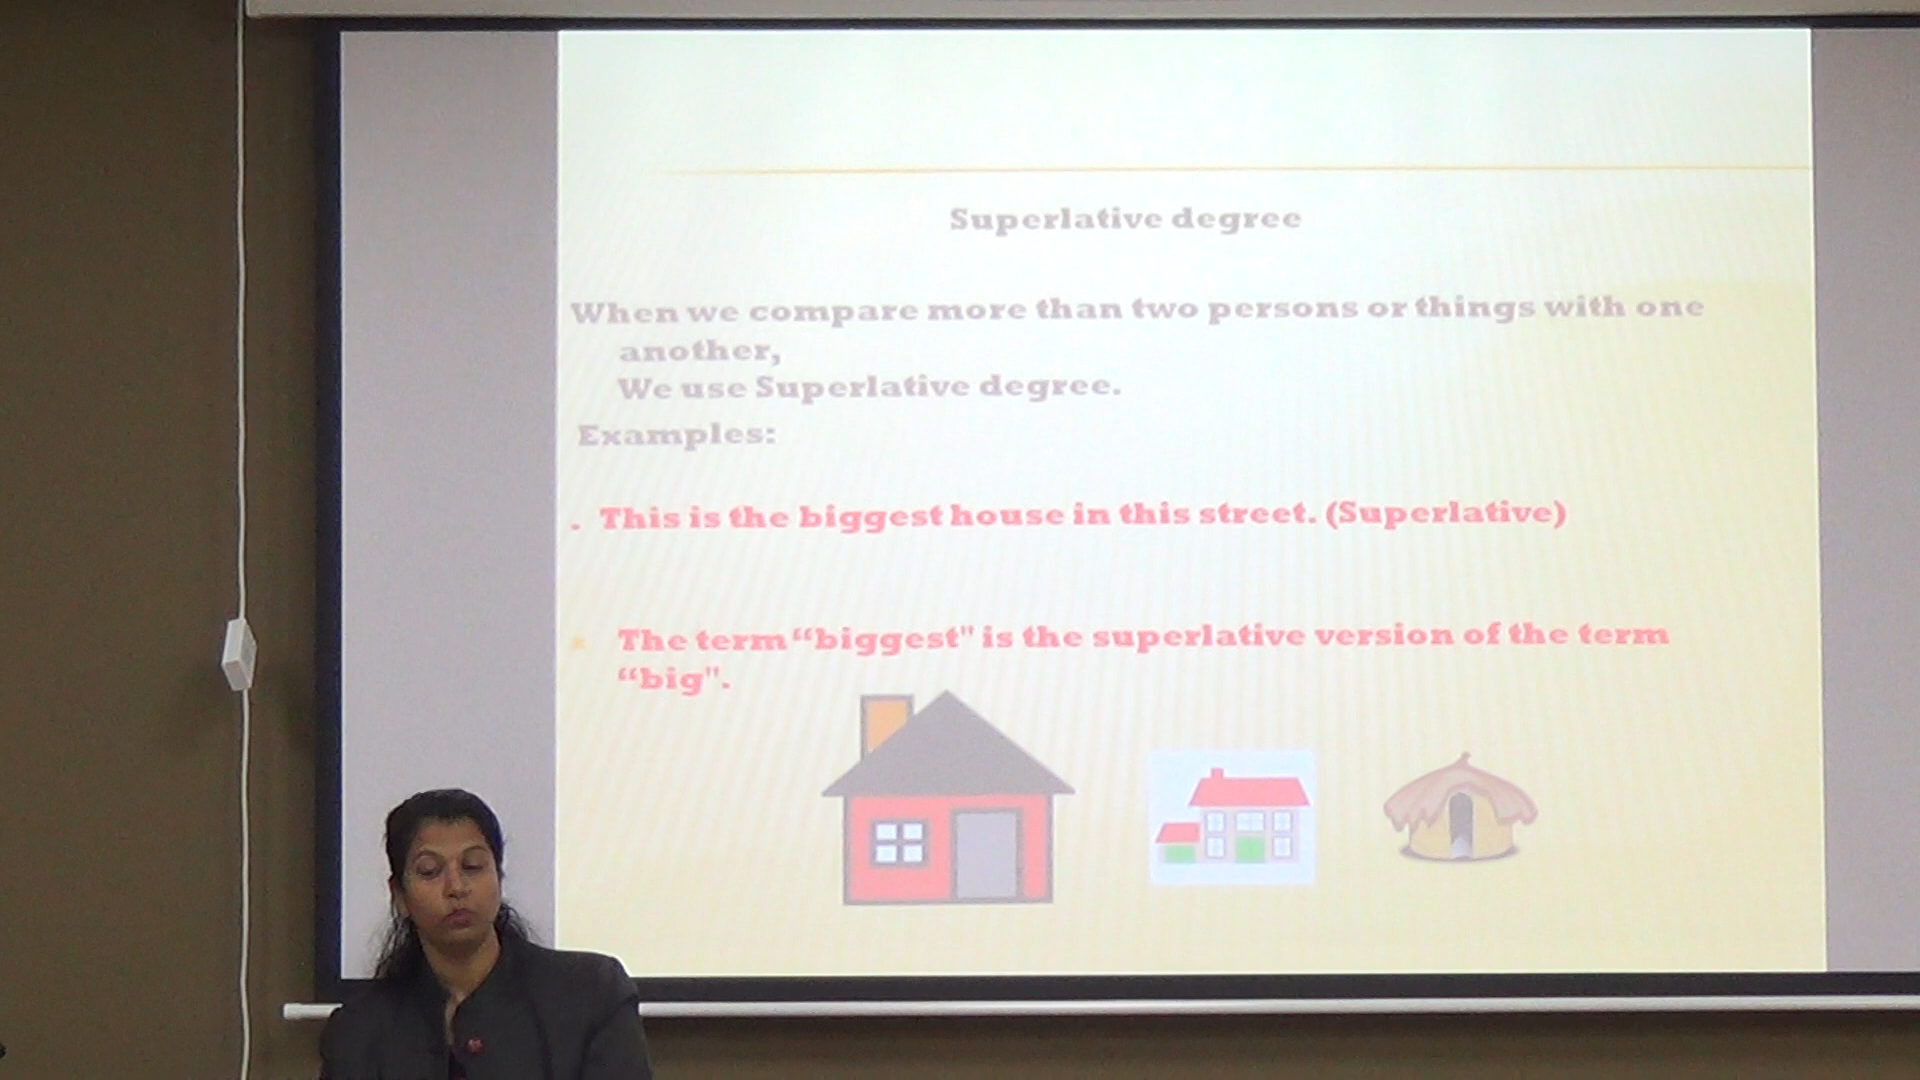 Superlative degree
When we compare more than two persons or things with one
another,
We use Superlative degree.
Examples:
. This is the biggest house in this street. (Superlative)
The term “biggest" is the superlative version of the term
“big".